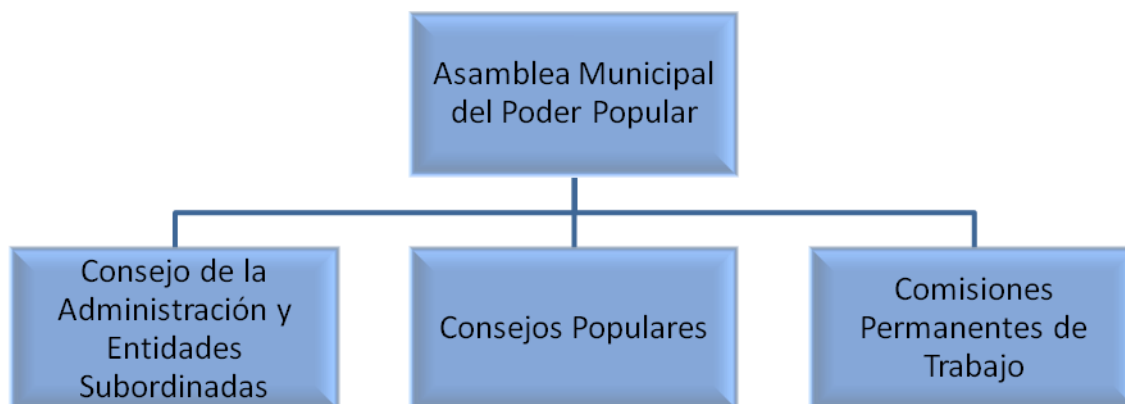 Asamblea Municipal
del Poder Popular
Consejo de la
Administración y
Entidades
Subordinadas
Consejos Populares
Comisiones
Permanentes de
Trabajo